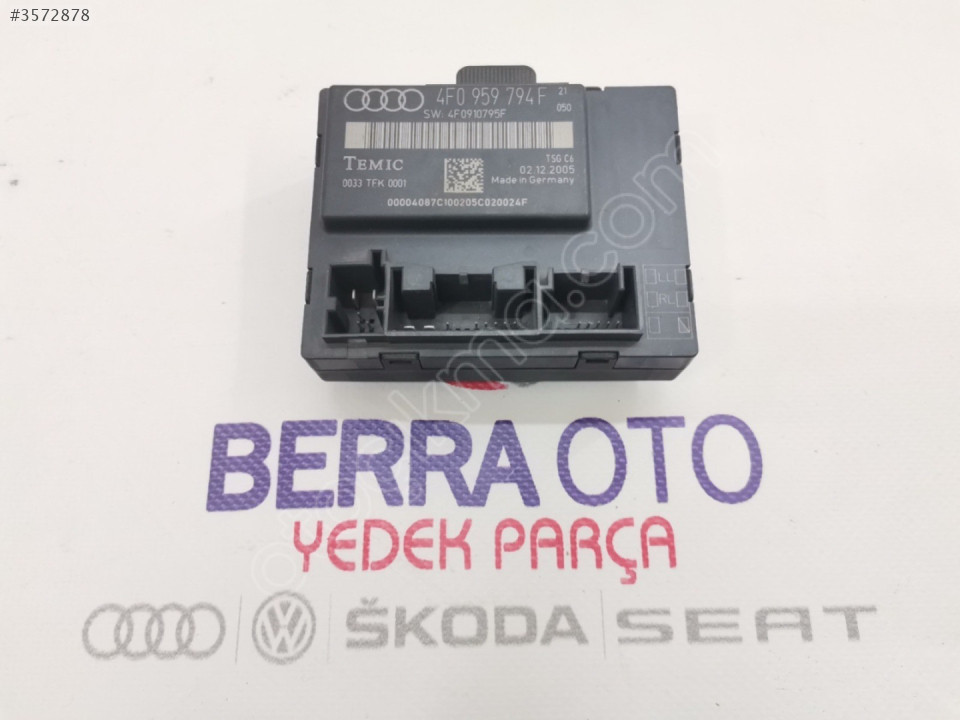 #3572878
4F0 959 794 F 21
SW: 4F0910795F 050
TEMIC TSG C6
02.12.2005
0033 TFK 0001 Made in Germany
00004087C100205C020024F
LL
RL
BERRA OTO
YEDEK PARÇA
ŠKODA SEAT